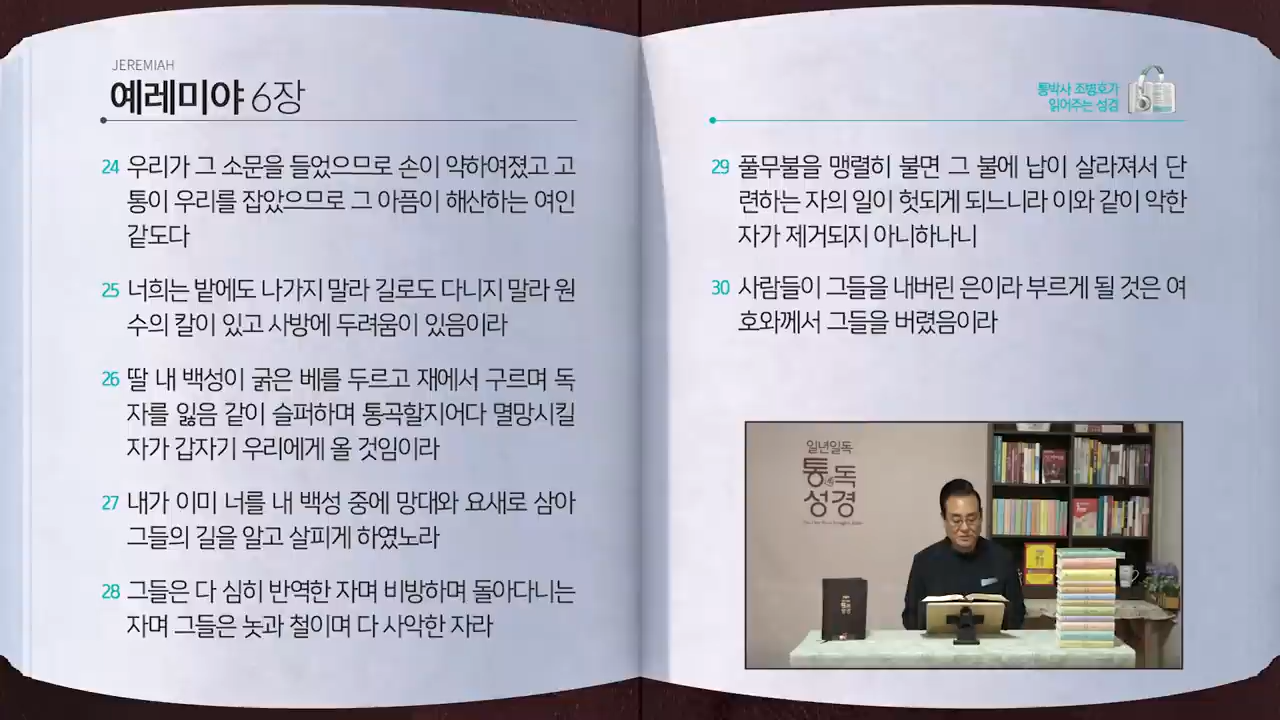 JEREMIAH
예레미야 6장
24 우리가 그 소문을 들었으므로 손이 약하여졌고 고
통이 우리를 잡았으므로 그 아픔이 해산하는 여인
같도다
25 너희는 밭에도 나가지 말라 길로도 다니지 말라 원
수의 칼이 있고 사방에 두려움이 있음이라
26 딸 내 백성이 굵은 베를 두르고 재에서 구르며 독
자를 잃음 같이 슬퍼하며 통곡할지어다 멸망시킬
자가 갑자기 우리에게 올 것임이라
27 내가 이미 너를 내 백성 중에 망대와 요새로 삼아
그들의 길을 알고 살피게 하였노라
28 그들은 다 심히 반역한 자며 비방하며 돌아다니는
자며 그들은 놋과 철이며 다 사악한 자라
통박사 조병호가
읽어주는 성경
29 풀무불을 맹렬히 불면 그 불에 납이 살라져서 단
련하는 자의 일이 헛되게 되느니라 이와 같이 악한
자가 제거되지 아니하나니
30 사람들이 그들을 내버린 은이라 부르게 될 것은 여
호와께서 그들을 버렸음이라
일년일독
통독
성경